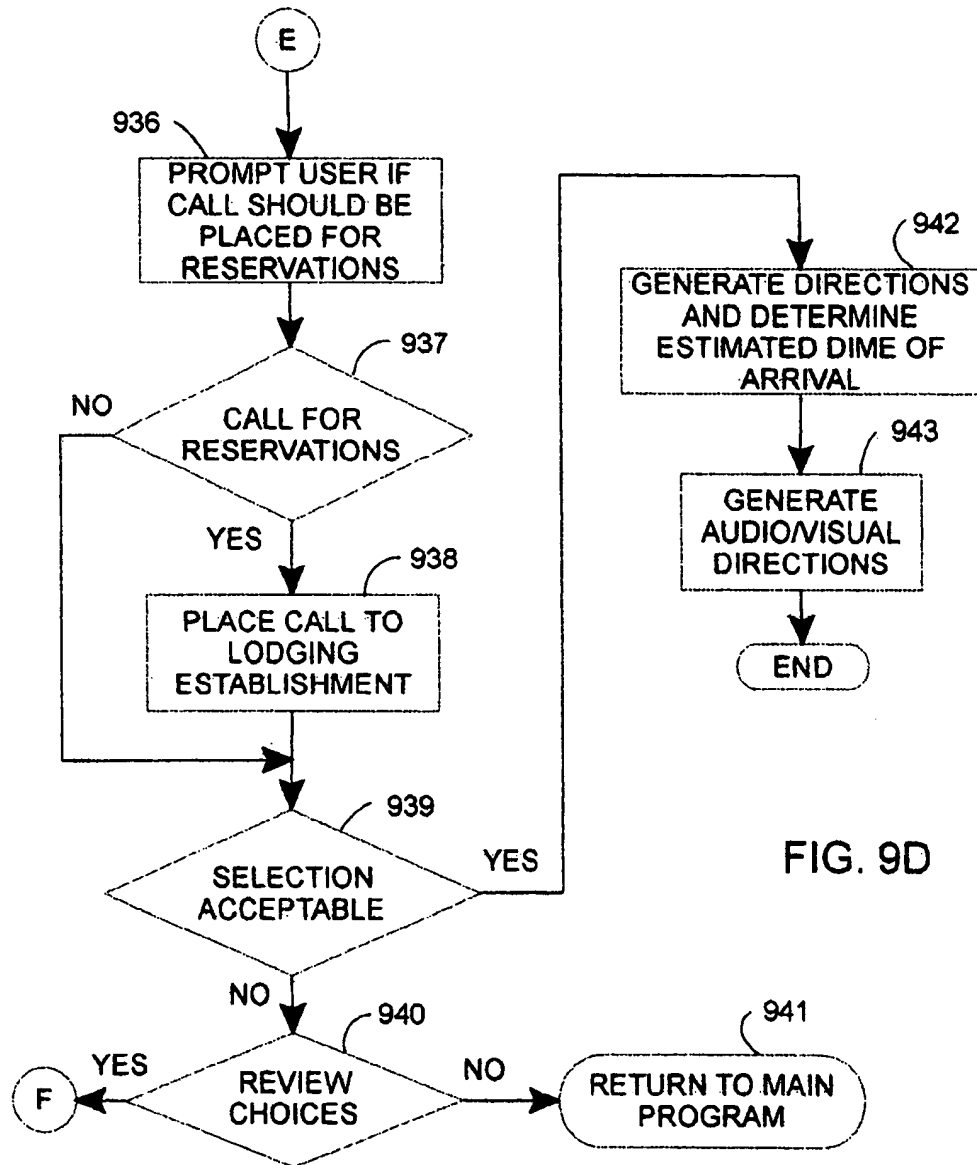 E
936
PROMPT USER IF
CALL SHOULD BE
PLACED FOR
RESERVATIONS
937
NO
CALL FOR
RESERVATIONS
YES
938
PLACE CALL TO
LODGING
ESTABLISHMENT
939
YES
SELECTION
ACCEPTABLE
NO
940
YES
F
REVIEW
CHOICES
NO
941
RETURN TO MAIN
PROGRAM
942
GENERATE DIRECTIONS
AND DETERMINE
ESTIMATED DIME OF
ARRIVAL
943
GENERATE
AUDIO/VISUAL
DIRECTIONS
END
FIG. 9D